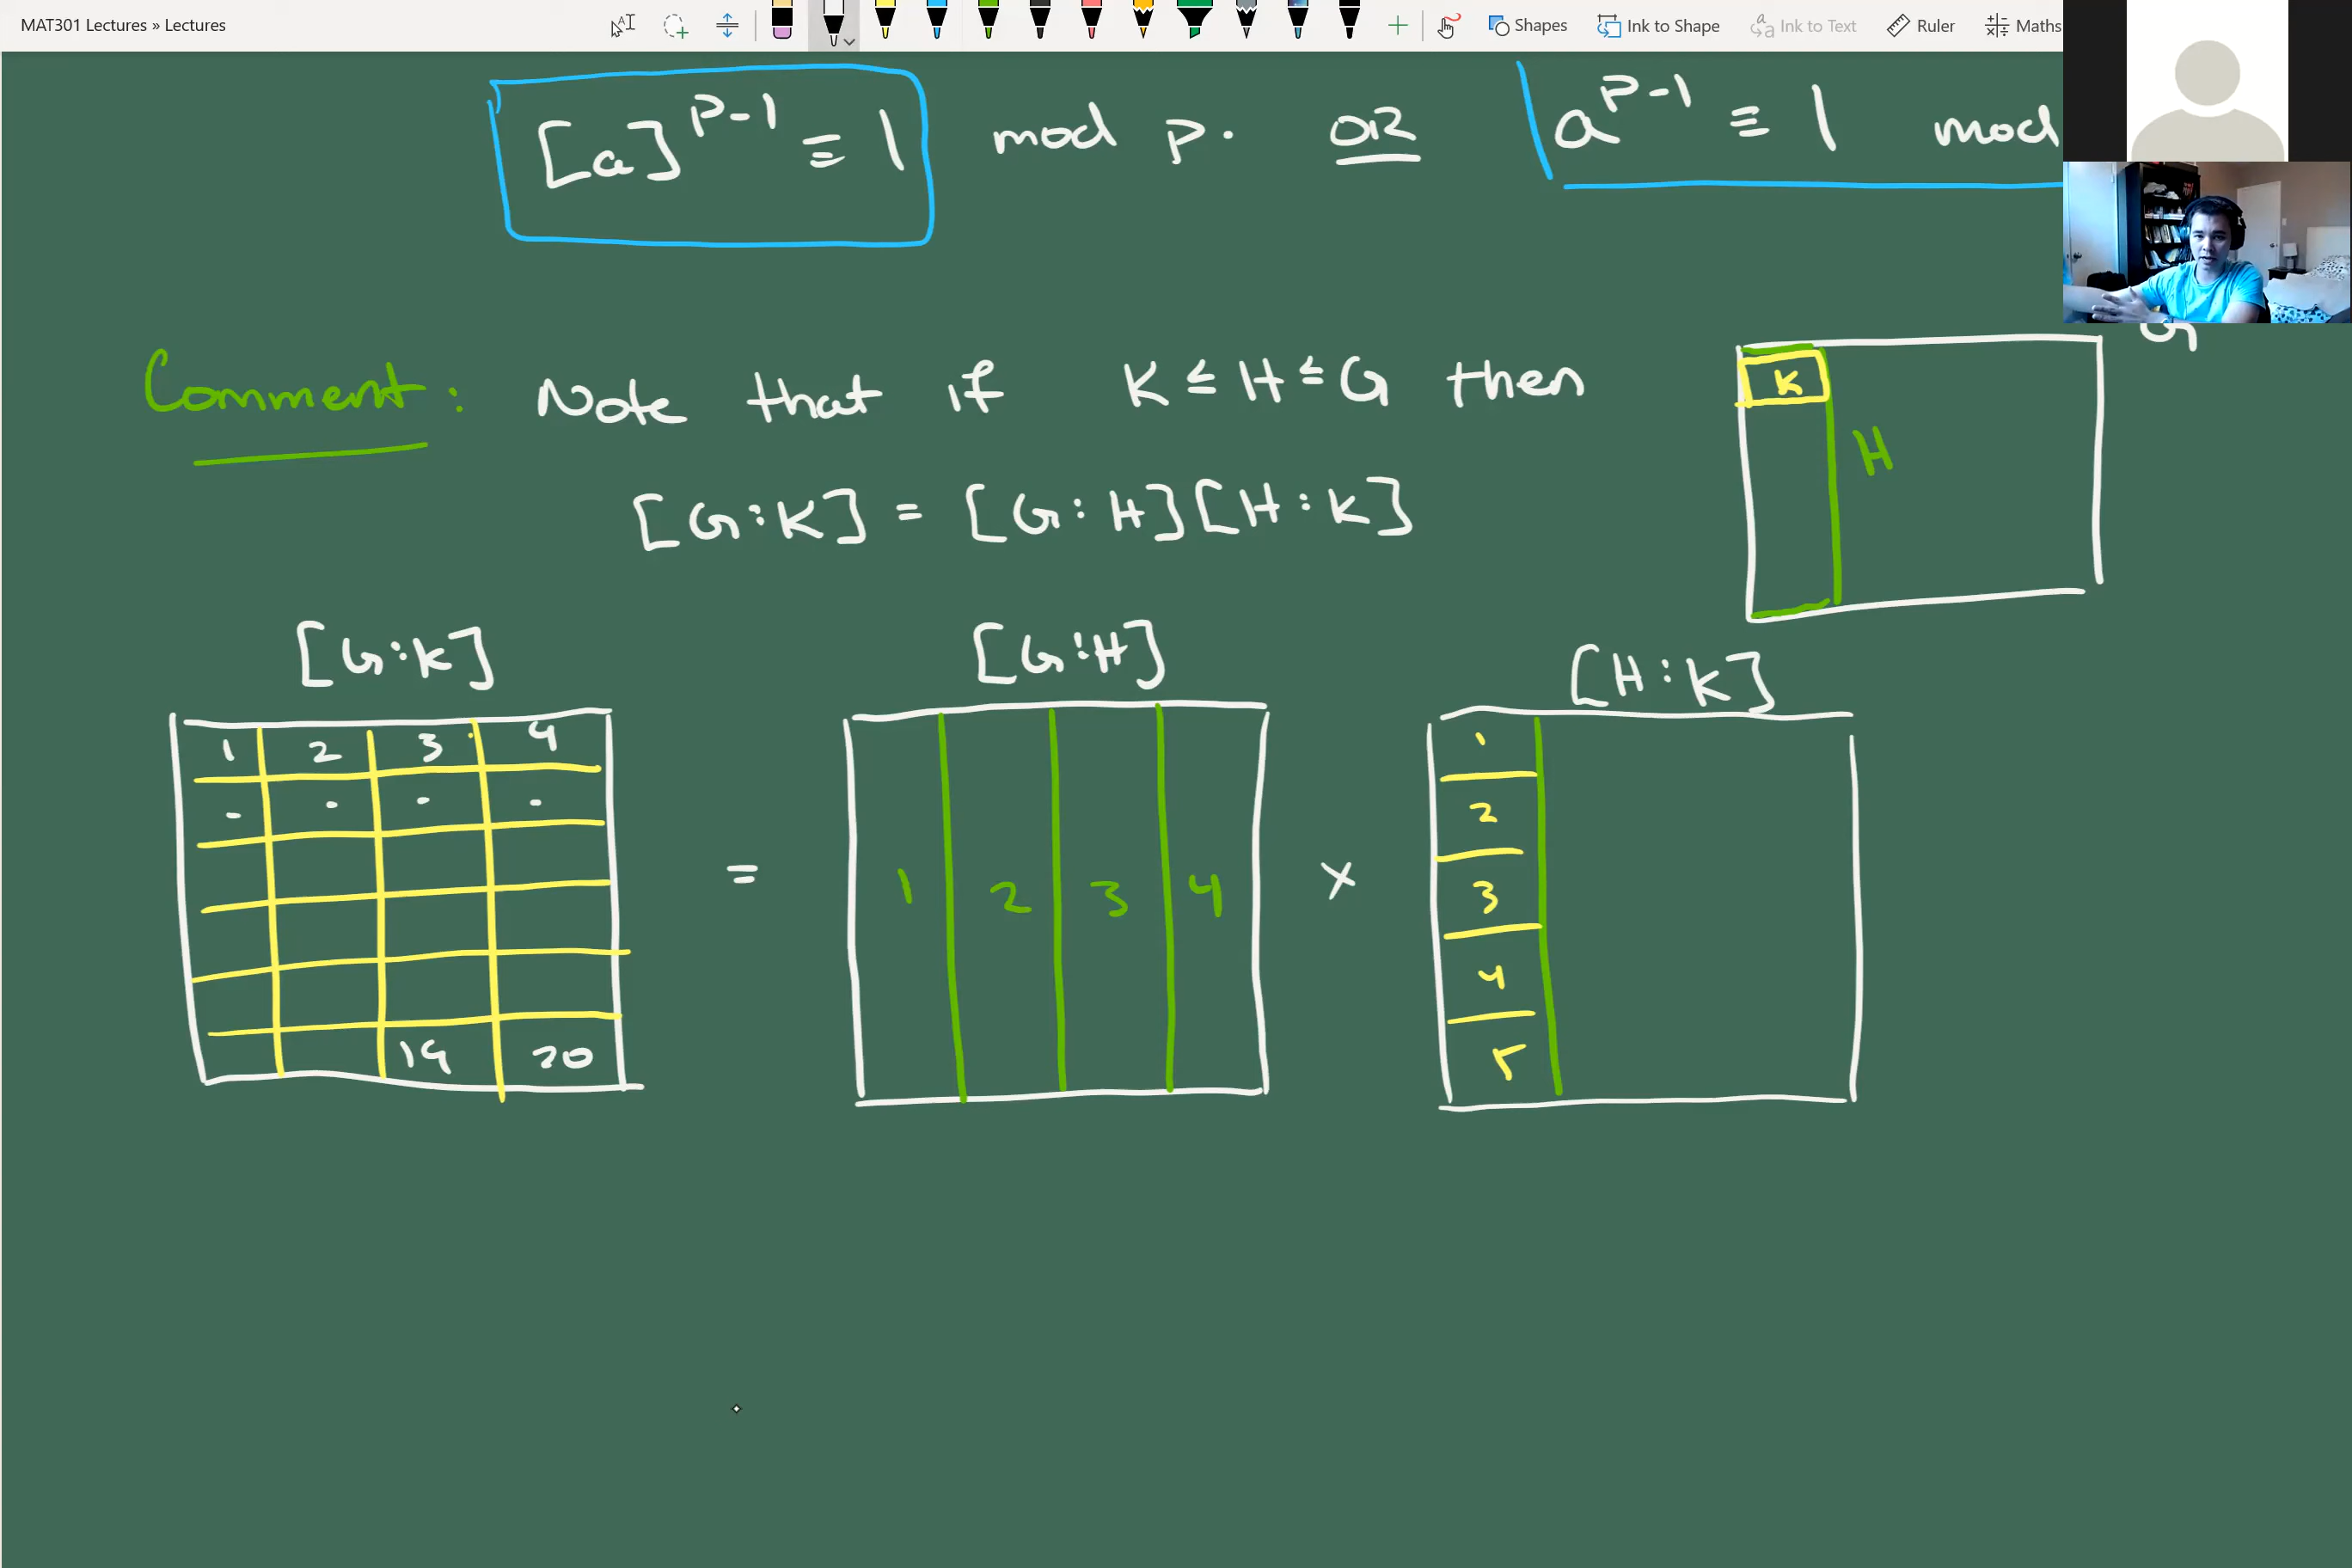 MAT301 Lectures » Lectures
Shapes Ink to Shape Ink to Text Ruler Maths
[a]^{P-1} ≡ 1 mod p. OR a^{P-1} ≡ 1 mod
G
Comment: Note that if K ≤ H ≤ G then
K
H
[G:K] = [G:H][H:K]
[G:K] [G:H] [H:K]
1 2 3 4
- - - -
19 20
=
1 2 3 4
×
1
2
3
4
5